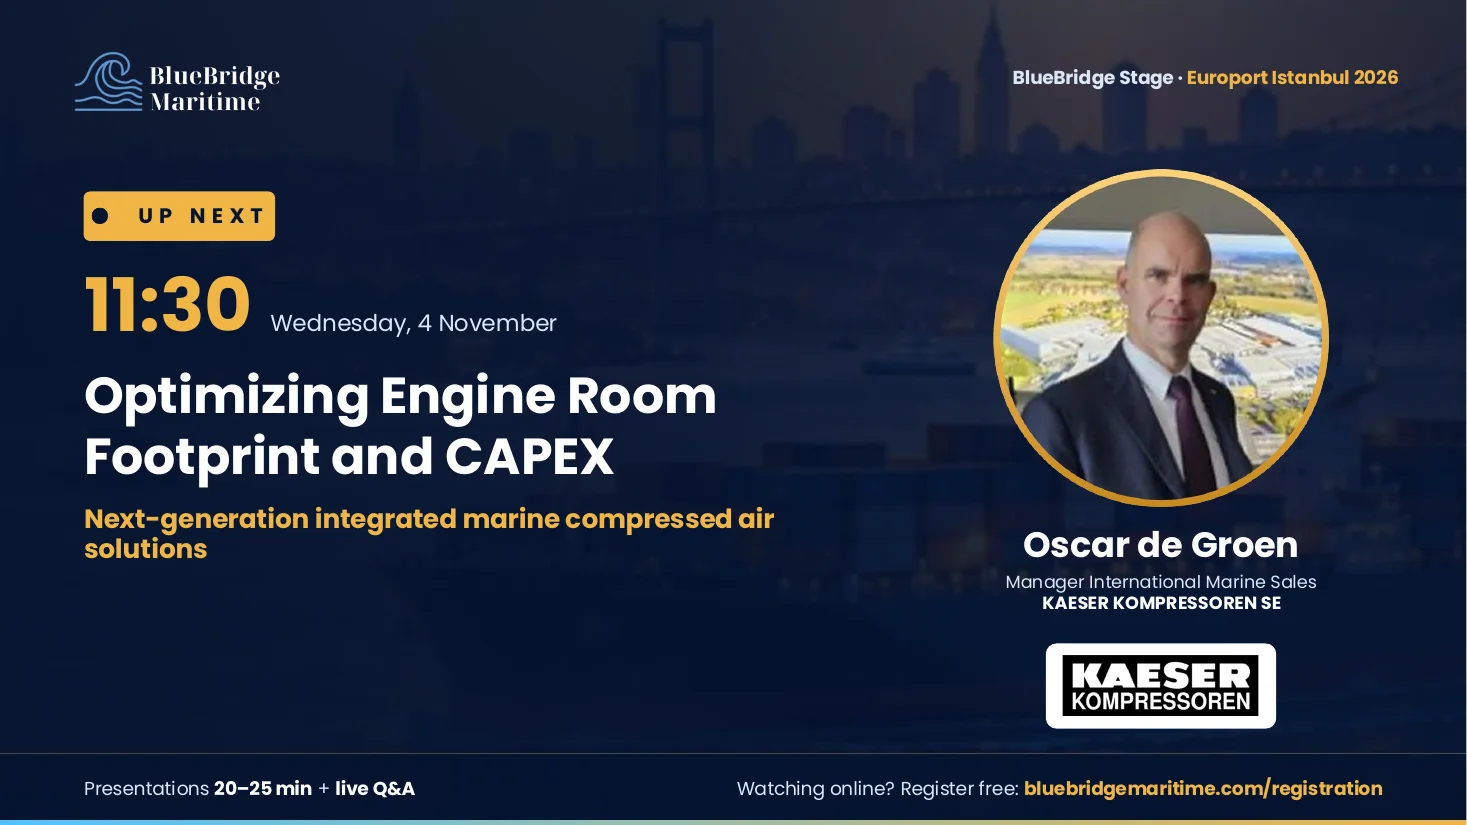 BlueBridge
Maritime
BlueBridge Stage · Europort Istanbul 2026
UP NEXT
11:30 Wednesday, 4 November
Optimizing Engine Room
Footprint and CAPEX
Next-generation integrated marine compressed air
solutions
Oscar de Groen
Manager International Marine Sales
KAESER KOMPRESSOREN SE
KAESER
KOMPRESSOREN
Presentations 20–25 min + live Q&A
Watching online? Register free: bluebridgemaritime.com/registration